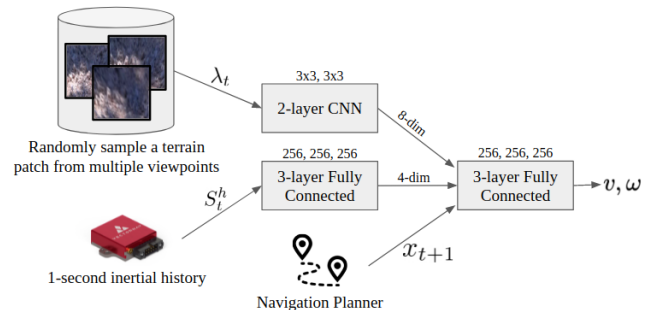 λ_t
3x3, 3x3
2-layer CNN
8-dim
Randomly sample a terrain
patch from multiple viewpoints
256, 256, 256
3-layer Fully
Connected
4-dim
256, 256, 256
3-layer Fully
Connected
v, ω
S_t^h
1-second inertial history
x_{t+1}
Navigation Planner